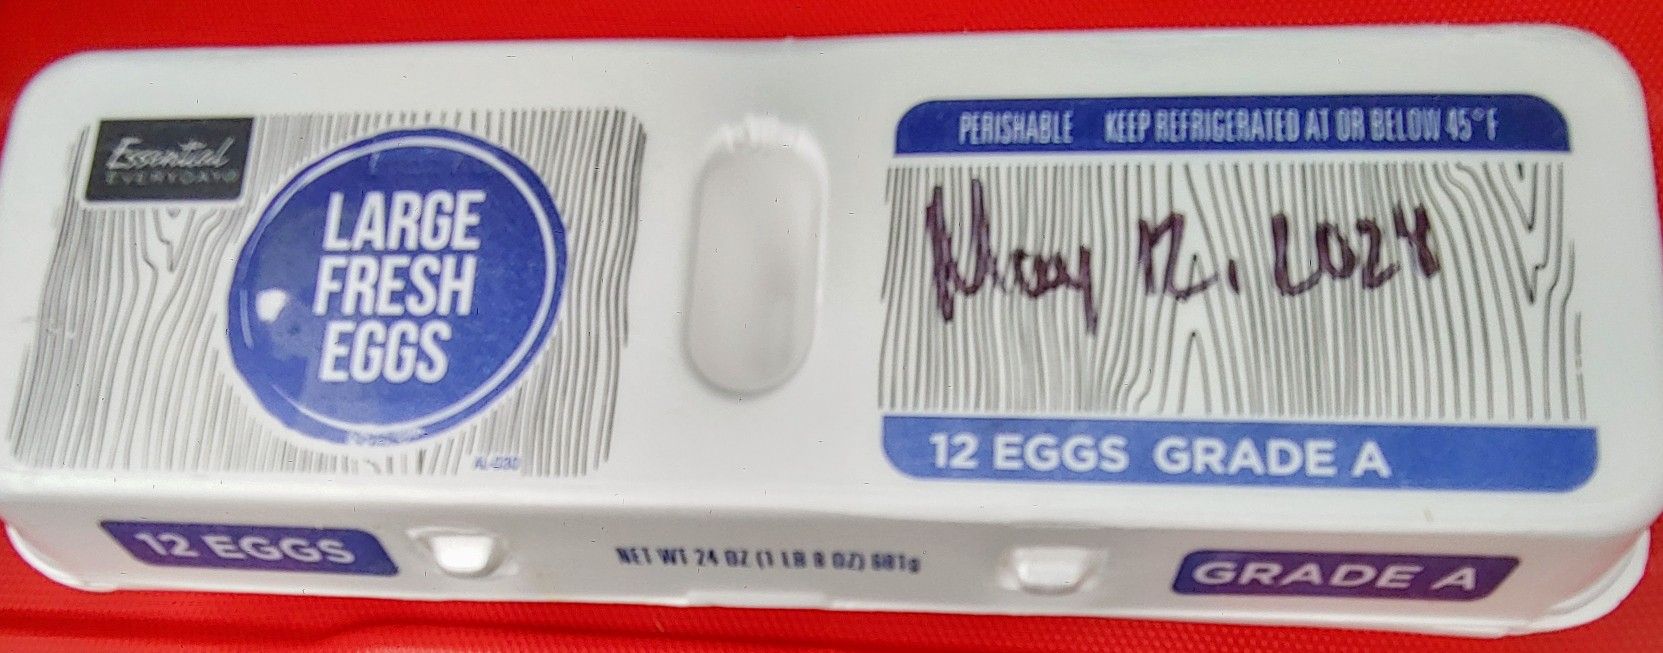 Essential
EVERYDAY®
LARGE
FRESH
EGGS
PERISHABLE KEEP REFRIGERATED AT OR BELOW 45°F
May 12, 2024
12 EGGS GRADE A
12 EGGS
NET WT 24 OZ (1 LB 8 OZ) 681g
GRADE A